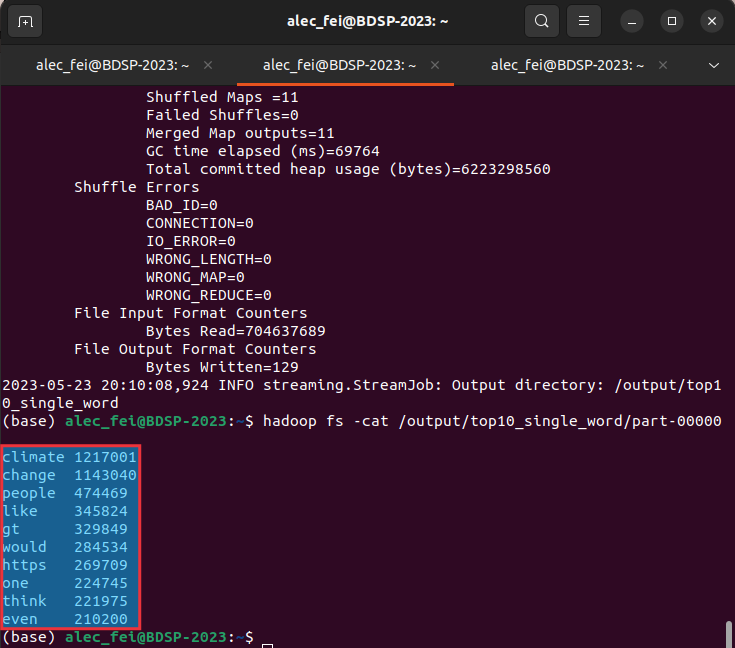 alec_fei@BDSP-2023: ~
alec_fei@BDSP-2023: ~ × alec_fei@BDSP-2023: ~ × alec_fei@BDSP-2023: ~ ×
Shuffled Maps =11
Failed Shuffles=0
Merged Map outputs=11
GC time elapsed (ms)=69764
Total committed heap usage (bytes)=6223298560
Shuffle Errors
BAD_ID=0
CONNECTION=0
IO_ERROR=0
WRONG_LENGTH=0
WRONG_MAP=0
WRONG_REDUCE=0
File Input Format Counters
Bytes Read=704637689
File Output Format Counters
Bytes Written=129
2023-05-23 20:10:08,924 INFO streaming.StreamJob: Output directory: /output/top1
0_single_word
(base) alec_fei@BDSP-2023:~$ hadoop fs -cat /output/top10_single_word/part-00000
climate 1217001
change 1143040
people 474469
like 345824
gt 329849
would 284534
https 269709
one 224745
think 221975
even 210200
(base) alec_fei@BDSP-2023:~$